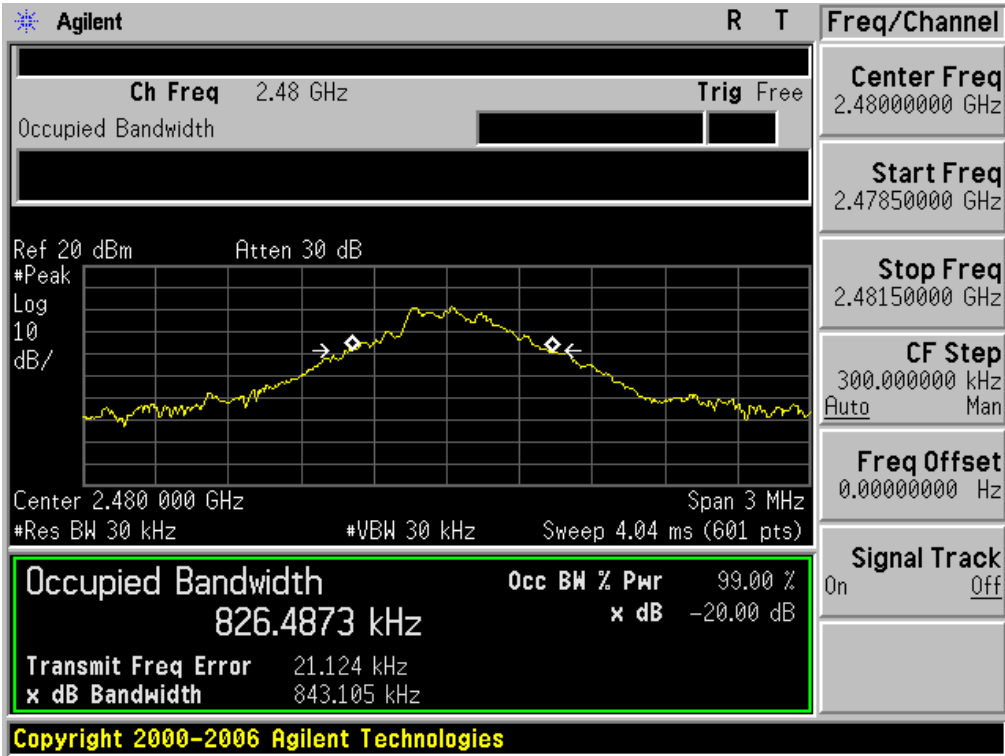 Agilent R T Freq/Channel
Ch Freq 2.48 GHz Trig Free
Occupied Bandwidth
Center Freq
2.48000000 GHz
Start Freq
2.47850000 GHz
Stop Freq
2.48150000 GHz
CF Step
300.000000 kHz
Auto Man
Freq Offset
0.00000000 Hz
Signal Track
On Off
Ref 20 dBm Atten 30 dB
#Peak
Log
10
dB/
Center 2.480 000 GHz Span 3 MHz
#Res BW 30 kHz #VBW 30 kHz Sweep 4.04 ms (601 pts)
Occupied Bandwidth Occ BW % Pwr 99.00 %
826.4873 kHz x dB -20.00 dB
Transmit Freq Error 21.124 kHz
x dB Bandwidth 843.105 kHz
Copyright 2000-2006 Agilent Technologies